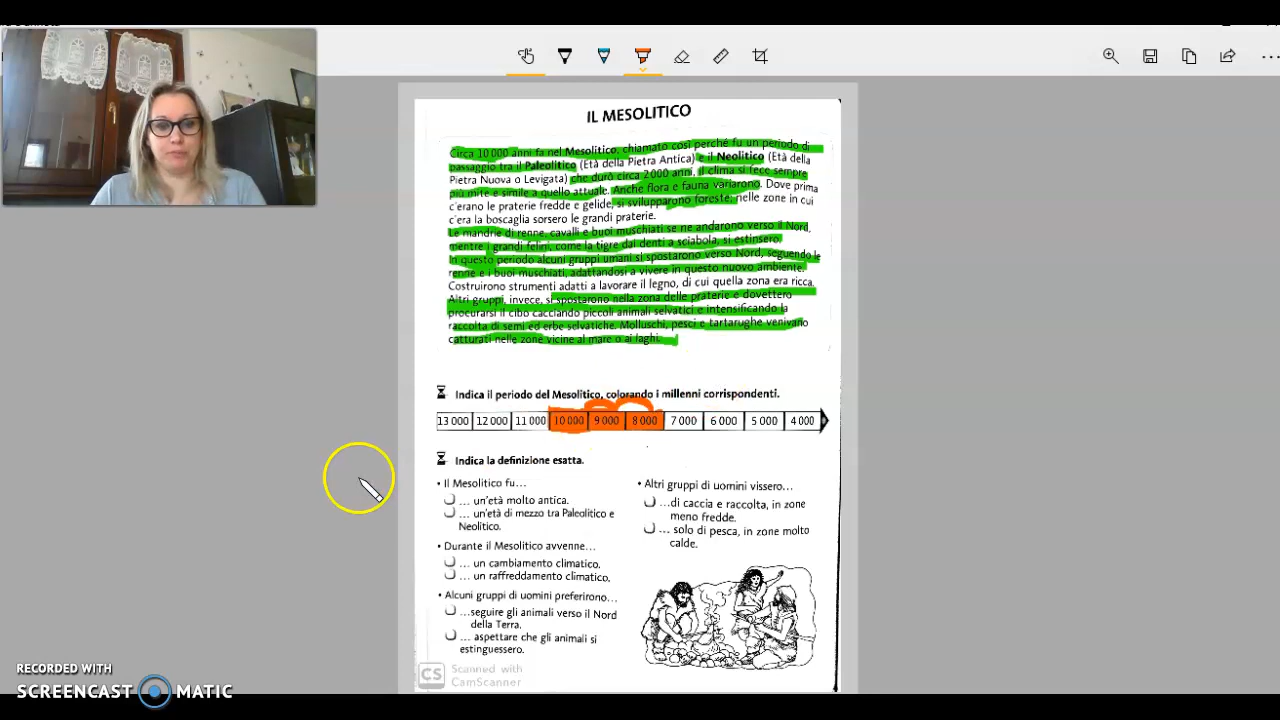 IL MESOLITICO
Circa 10 000 anni fa nel Mesolitico, chiamato così perché fu un periodo di
passaggio tra il Paleolitico (Età della Pietra Antica) e il Neolitico (Età della
Pietra Nuova o Levigata) che durò circa 2 000 anni, il clima si fece sempre
più mite e simile a quello attuale. Anche flora e fauna variarono. Dove prima
c'erano le praterie fredde e gelide, si svilupparono foreste; nelle zone in cui
c'era la boscaglia sorsero le grandi praterie.
Le mandrie di renne, cavalli e buoi muschiati se ne andarono verso il Nord,
mentre i grandi felini, come la tigre dai denti a sciabola, si estinsero.
In questo periodo alcuni gruppi umani si spostarono verso Nord, seguendo le
renne e i buoi muschiati, adattandosi a vivere in questo nuovo ambiente.
Costruirono strumenti adatti a lavorare il legno, di cui quella zona era ricca.
Altri gruppi, invece, si spostarono nella zona delle praterie e dovettero
procurarsi il cibo cacciando piccoli animali selvatici e intensificando la
raccolta di semi ed erbe selvatiche. Molluschi, pesci e tartarughe venivano
catturati nelle zone vicine al mare o ai laghi.
Indica il periodo del Mesolitico, colorando i millenni corrispondenti.
13 000 12 000 11 000 10 000 9 000 8 000 7 000 6 000 5 000 4 000
Indica la definizione esatta.
• Il Mesolitico fu...
... un'età molto antica.
... un'età di mezzo tra Paleolitico e
Neolitico.
• Durante il Mesolitico avvenne...
... un cambiamento climatico.
... un raffreddamento climatico.
• Alcuni gruppi di uomini preferirono...
...seguire gli animali verso il Nord
della Terra.
... aspettare che gli animali si
estinguessero.
• Altri gruppi di uomini vissero...
...di caccia e raccolta, in zone
meno fredde.
... solo di pesca, in zone molto
calde.
CS Scanned with
CamScanner
RECORDED WITH
SCREENCAST MATIC